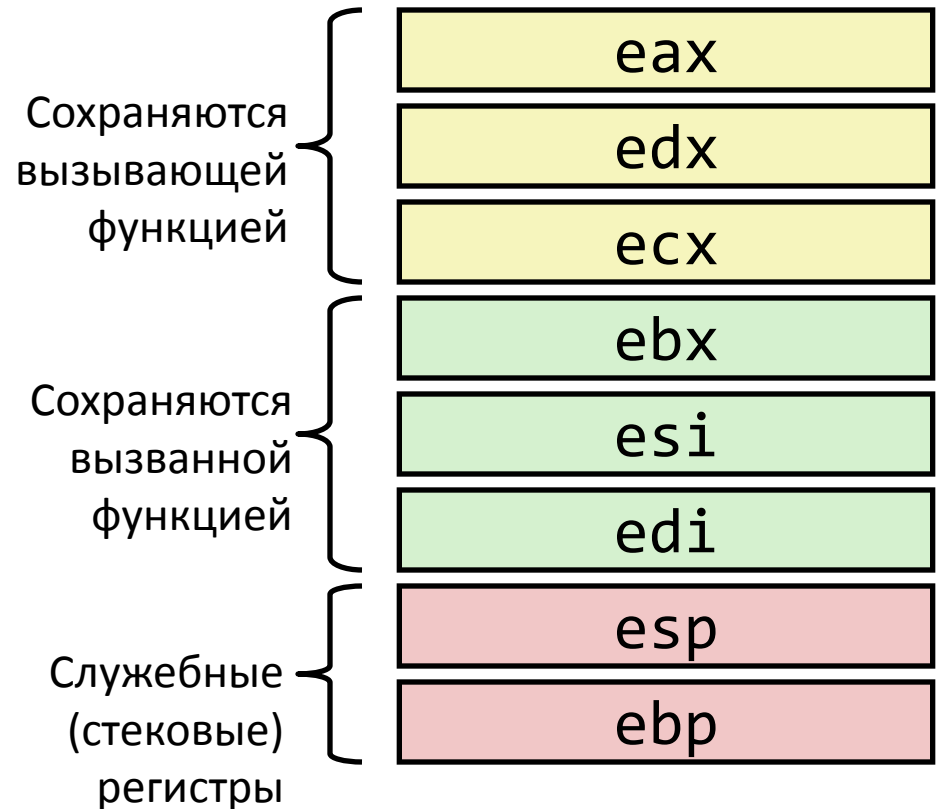 Сохраняются
вызывающей
функцией
eax
edx
ecx
Сохраняются
вызванной
функцией
ebx
esi
edi
Служебные
(стековые)
регистры
esp
ebp